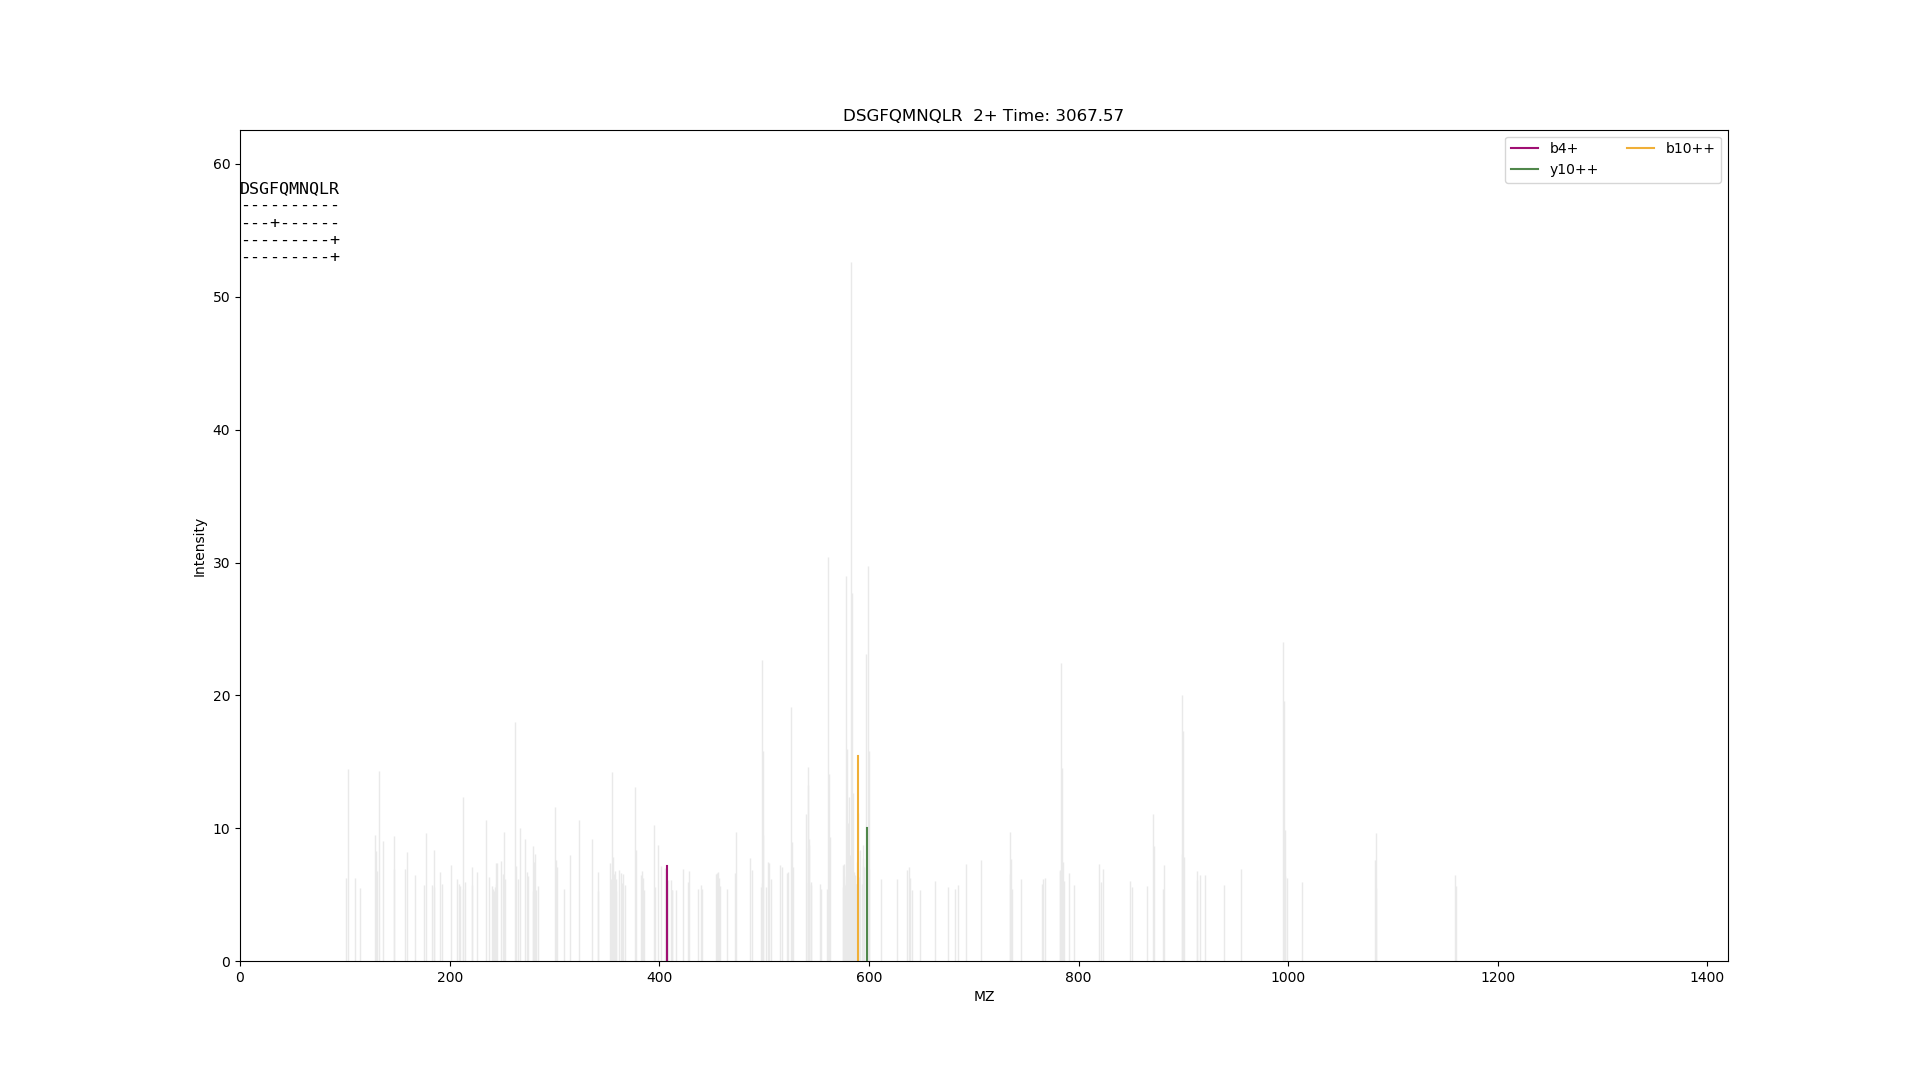 DSGFQMNQLR  2+ Time: 3067.57
b4+
y10++
b10++
DSGFQMNQLR
----------
---+------
---------+
---------+
60
50
40
30
20
10
0
Intensity
0 200 400 600 800 1000 1200 1400
MZ